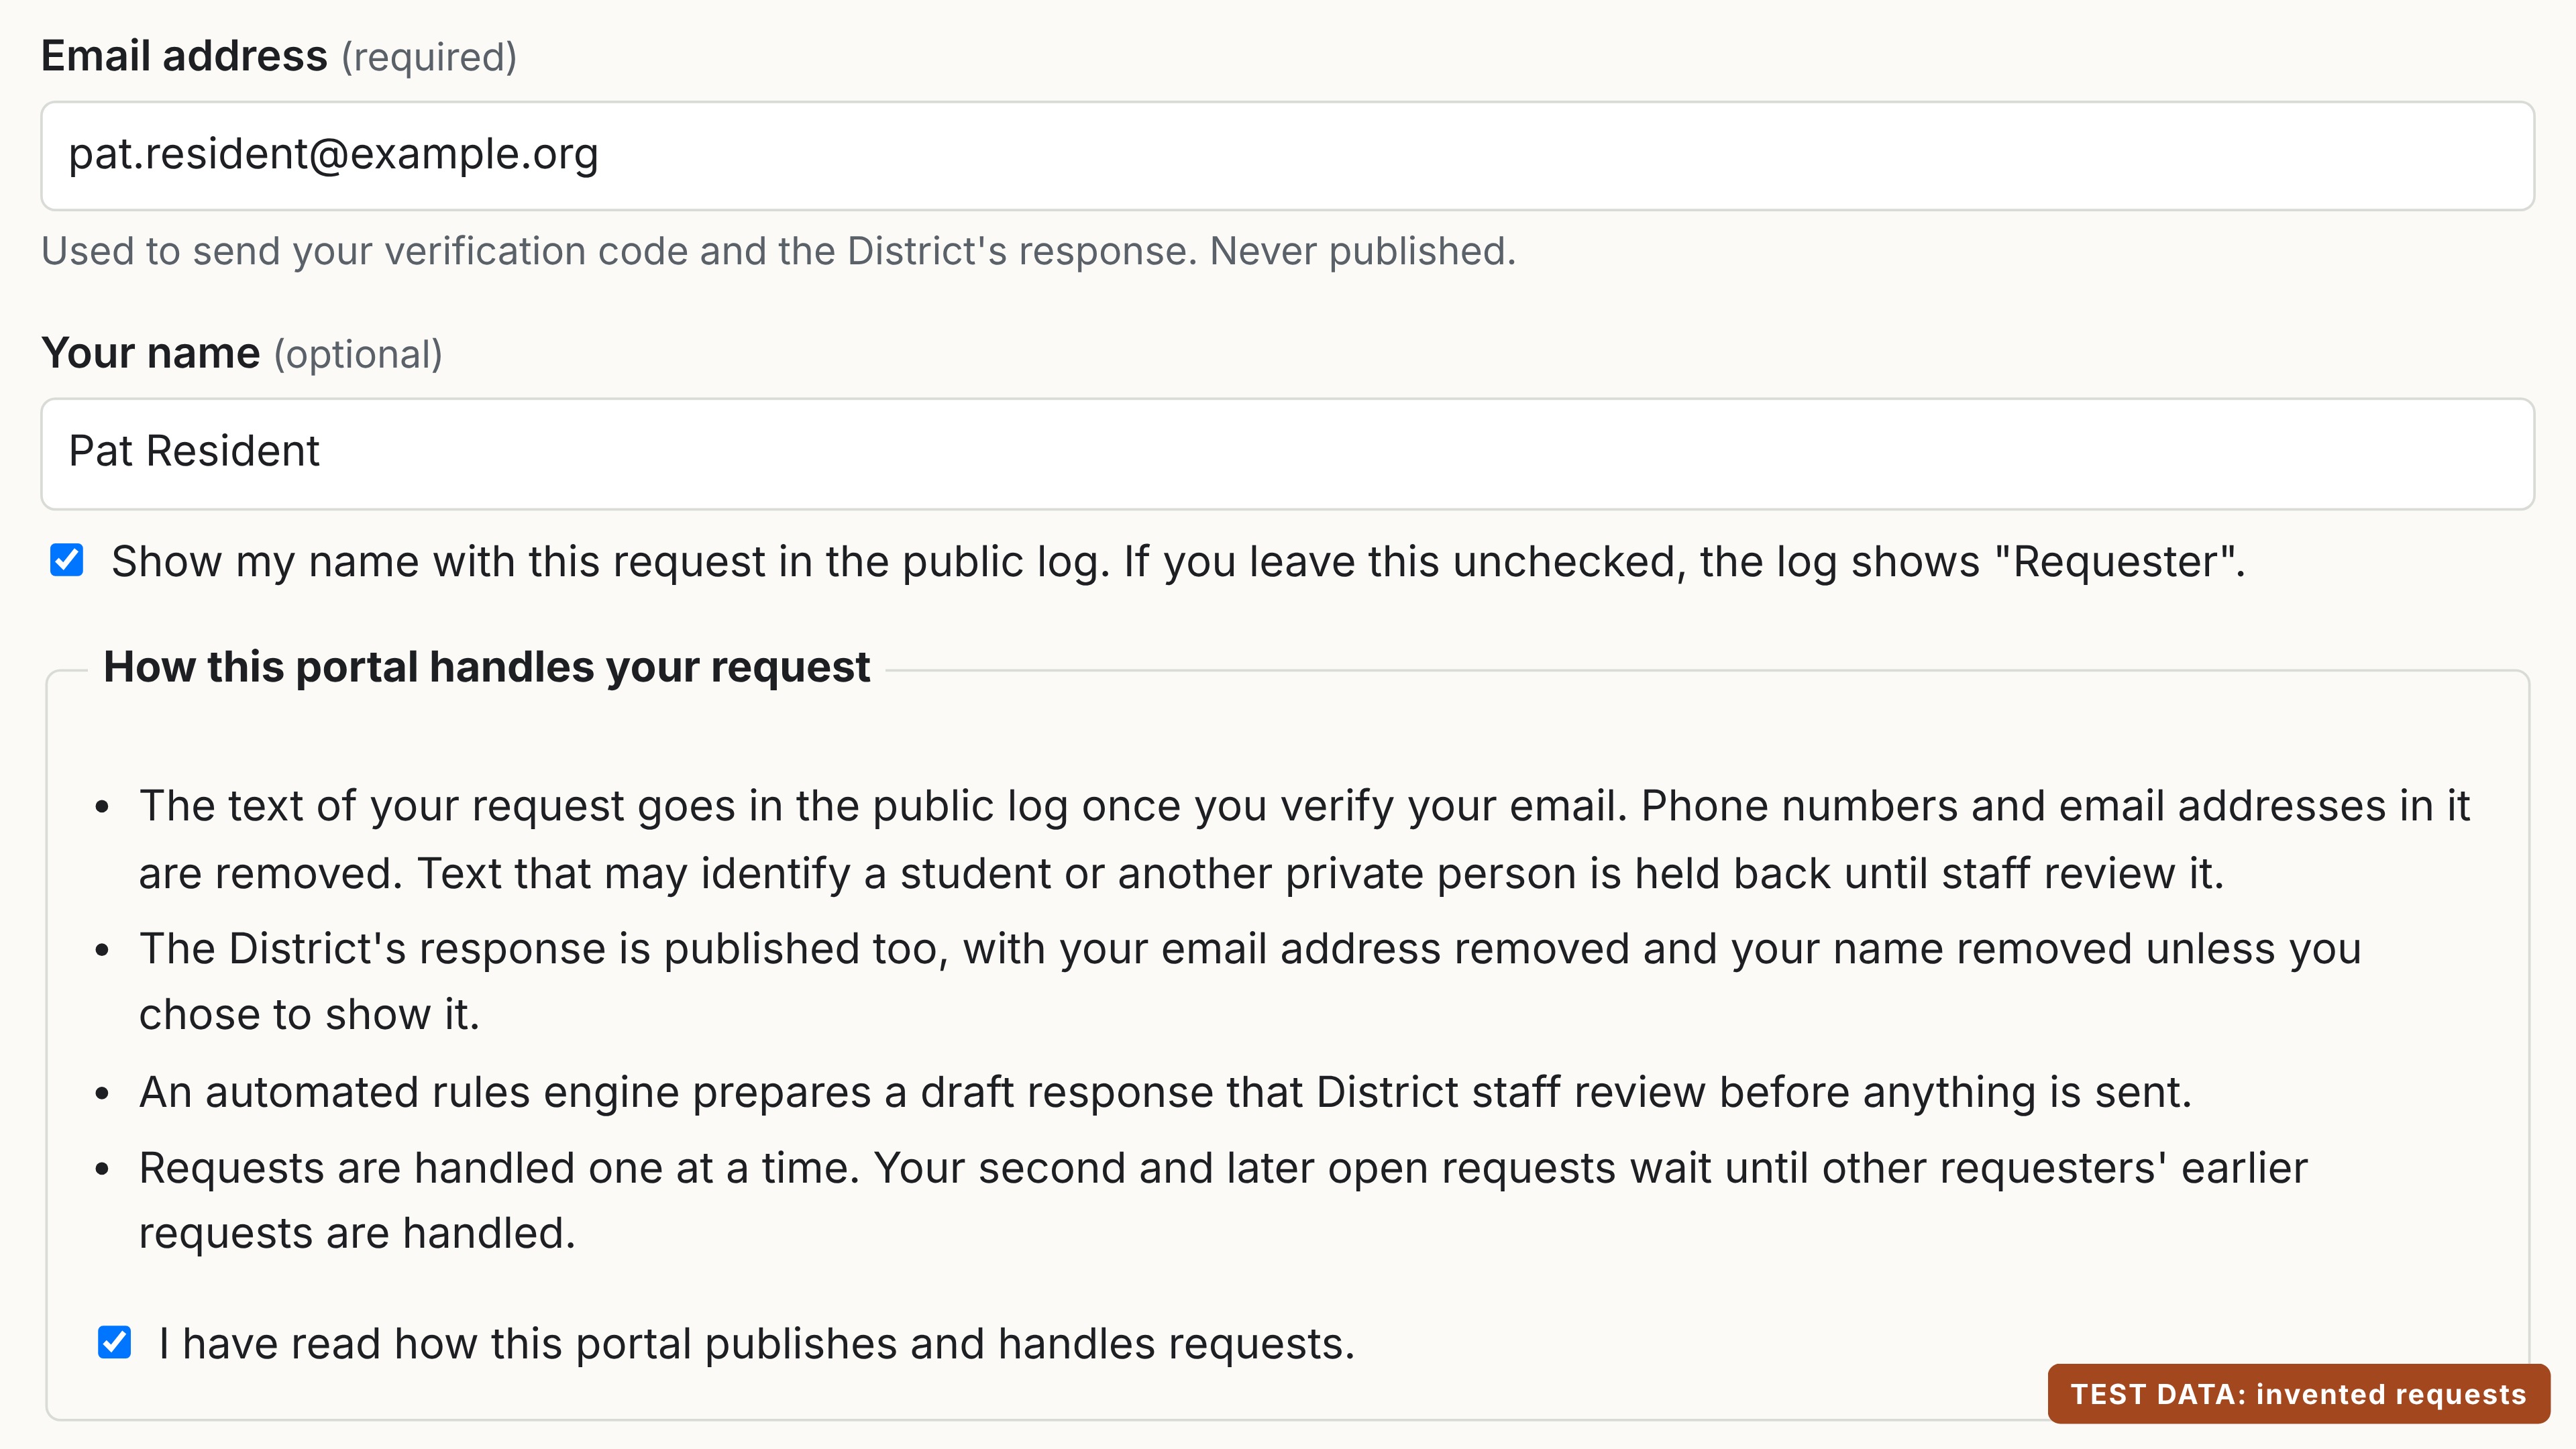 Email address (required)
pat.resident@example.org
Used to send your verification code and the District's response. Never published.
Your name (optional)
Pat Resident
Show my name with this request in the public log. If you leave this unchecked, the log shows "Requester".
How this portal handles your request
• The text of your request goes in the public log once you verify your email. Phone numbers and email addresses in it
are removed. Text that may identify a student or another private person is held back until staff review it.
• The District's response is published too, with your email address removed and your name removed unless you
chose to show it.
• An automated rules engine prepares a draft response that District staff review before anything is sent.
• Requests are handled one at a time. Your second and later open requests wait until other requesters' earlier
requests are handled.
I have read how this portal publishes and handles requests.
TEST DATA: invented requests